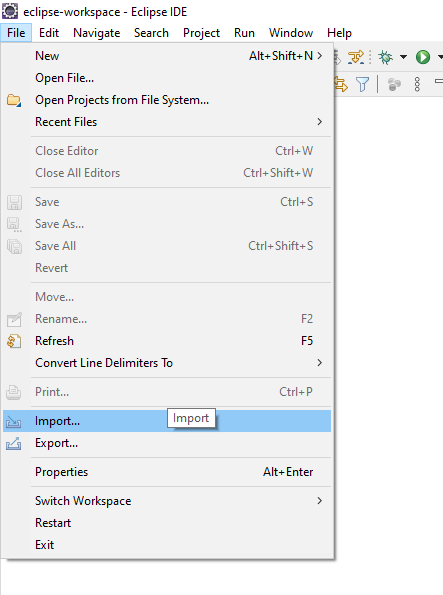 eclipse-workspace - Eclipse IDE
File Edit Navigate Search Project Run Window Help
New Alt+Shift+N >
Open File...
Open Projects from File System...
Recent Files >
Close Editor Ctrl+W
Close All Editors Ctrl+Shift+W
Save Ctrl+S
Save As...
Save All Ctrl+Shift+S
Revert
Move...
Rename... F2
Refresh F5
Convert Line Delimiters To >
Print... Ctrl+P
Import... Import
Export...
Properties Alt+Enter
Switch Workspace >
Restart
Exit